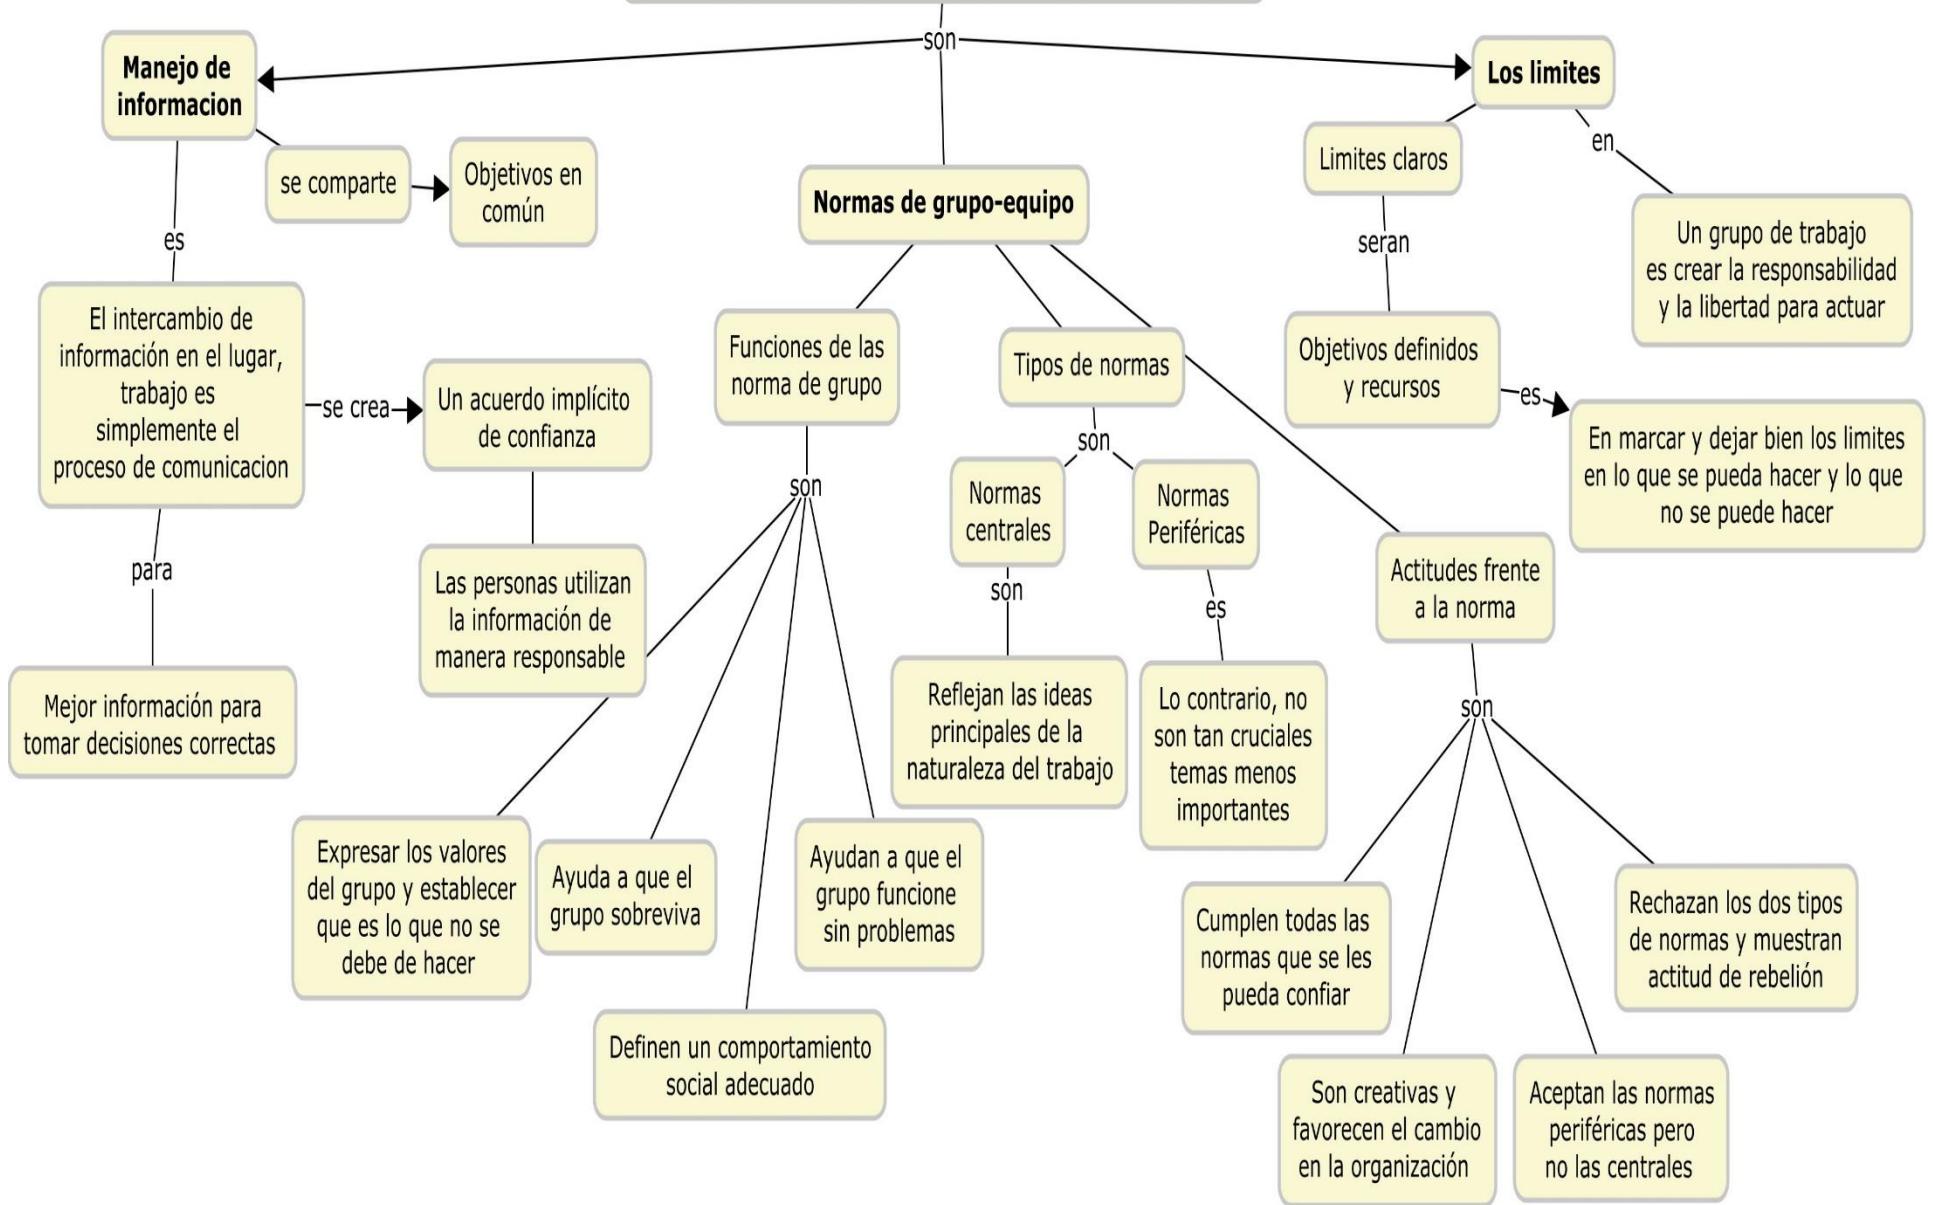 son
Manejo de
informacion
se comparte
Objetivos en
común
es
El intercambio de
información en el lugar,
trabajo es
simplemente el
proceso de comunicacion
se crea
Un acuerdo implícito
de confianza
Las personas utilizan
la información de
manera responsable
para
Mejor información para
tomar decisiones correctas
Normas de grupo-equipo
Funciones de las
norma de grupo
son
Expresar los valores
del grupo y establecer
que es lo que no se
debe de hacer
Ayuda a que el
grupo sobreviva
Definen un comportamiento
social adecuado
Ayudan a que el
grupo funcione
sin problemas
Tipos de normas
son
Normas
centrales
son
Reflejan las ideas
principales de la
naturaleza del trabajo
Normas
Periféricas
es
Lo contrario, no
son tan cruciales
temas menos
importantes
Actitudes frente
a la norma
son
Cumplen todas las
normas que se les
pueda confiar
Son creativas y
favorecen el cambio
en la organización
Aceptan las normas
periféricas pero
no las centrales
Rechazan los dos tipos
de normas y muestran
actitud de rebelión
Los limites
Limites claros
seran
Objetivos definidos
y recursos
es
En marcar y dejar bien los limites
en lo que se pueda hacer y lo que
no se puede hacer
en
Un grupo de trabajo
es crear la responsabilidad
y la libertad para actuar